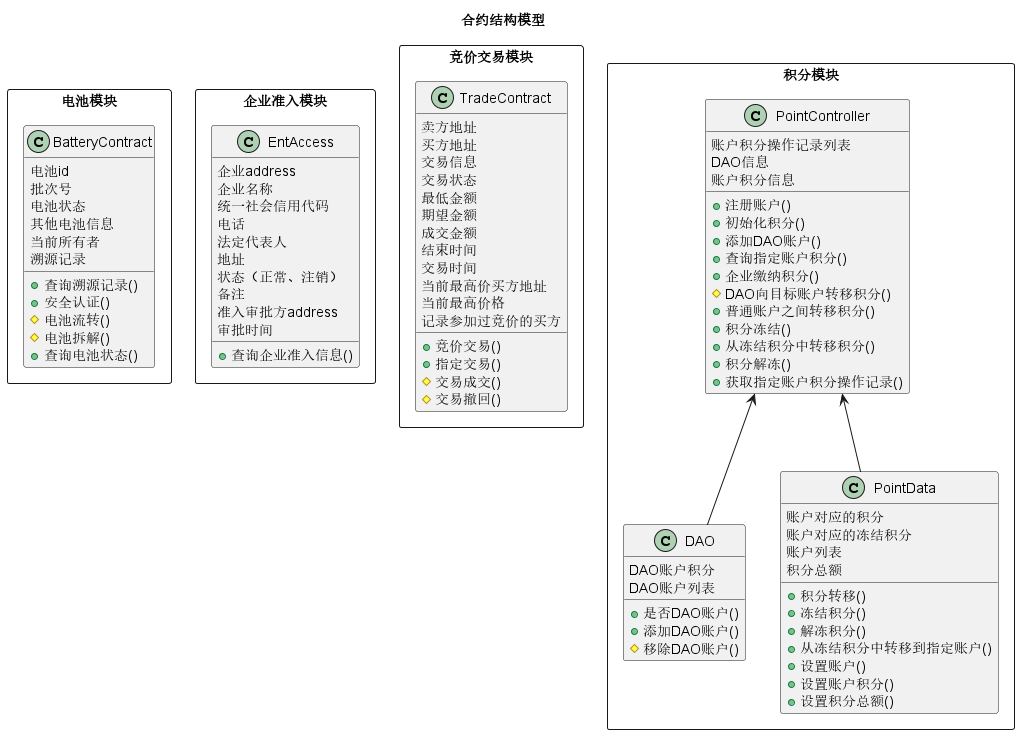 合约结构模型
电池模块
C BatteryContract
电池id
批次号
电池状态
其他电池信息
当前所有者
溯源记录
查询溯源记录()
安全认证()
电池流转()
电池拆解()
查询电池状态()
企业准入模块
C EntAccess
企业address
企业名称
统一社会信用代码
电话
法定代表人
地址
状态（正常、注销）
备注
准入审批方address
审批时间
查询企业准入信息()
竞价交易模块
C TradeContract
卖方地址
买方地址
交易信息
交易状态
最低金额
期望金额
成交金额
结束时间
交易时间
当前最高价买方地址
当前最高价格
记录参加过竞价的买方
竞价交易()
指定交易()
交易成交()
交易撤回()
积分模块
C PointController
账户积分操作记录列表
DAO信息
账户积分信息
注册账户()
初始化积分()
添加DAO账户()
查询指定账户积分()
企业缴纳积分()
DAO向目标账户转移积分()
普通账户之间转移积分()
积分冻结()
从冻结积分中转移积分()
积分解冻()
获取指定账户积分操作记录()
C DAO
DAO账户积分
DAO账户列表
是否DAO账户()
添加DAO账户()
移除DAO账户()
C PointData
账户对应的积分
账户对应的冻结积分
账户列表
积分总额
积分转移()
冻结积分()
解冻积分()
从冻结积分中转移到指定账户()
设置账户()
设置账户积分()
设置积分总额()